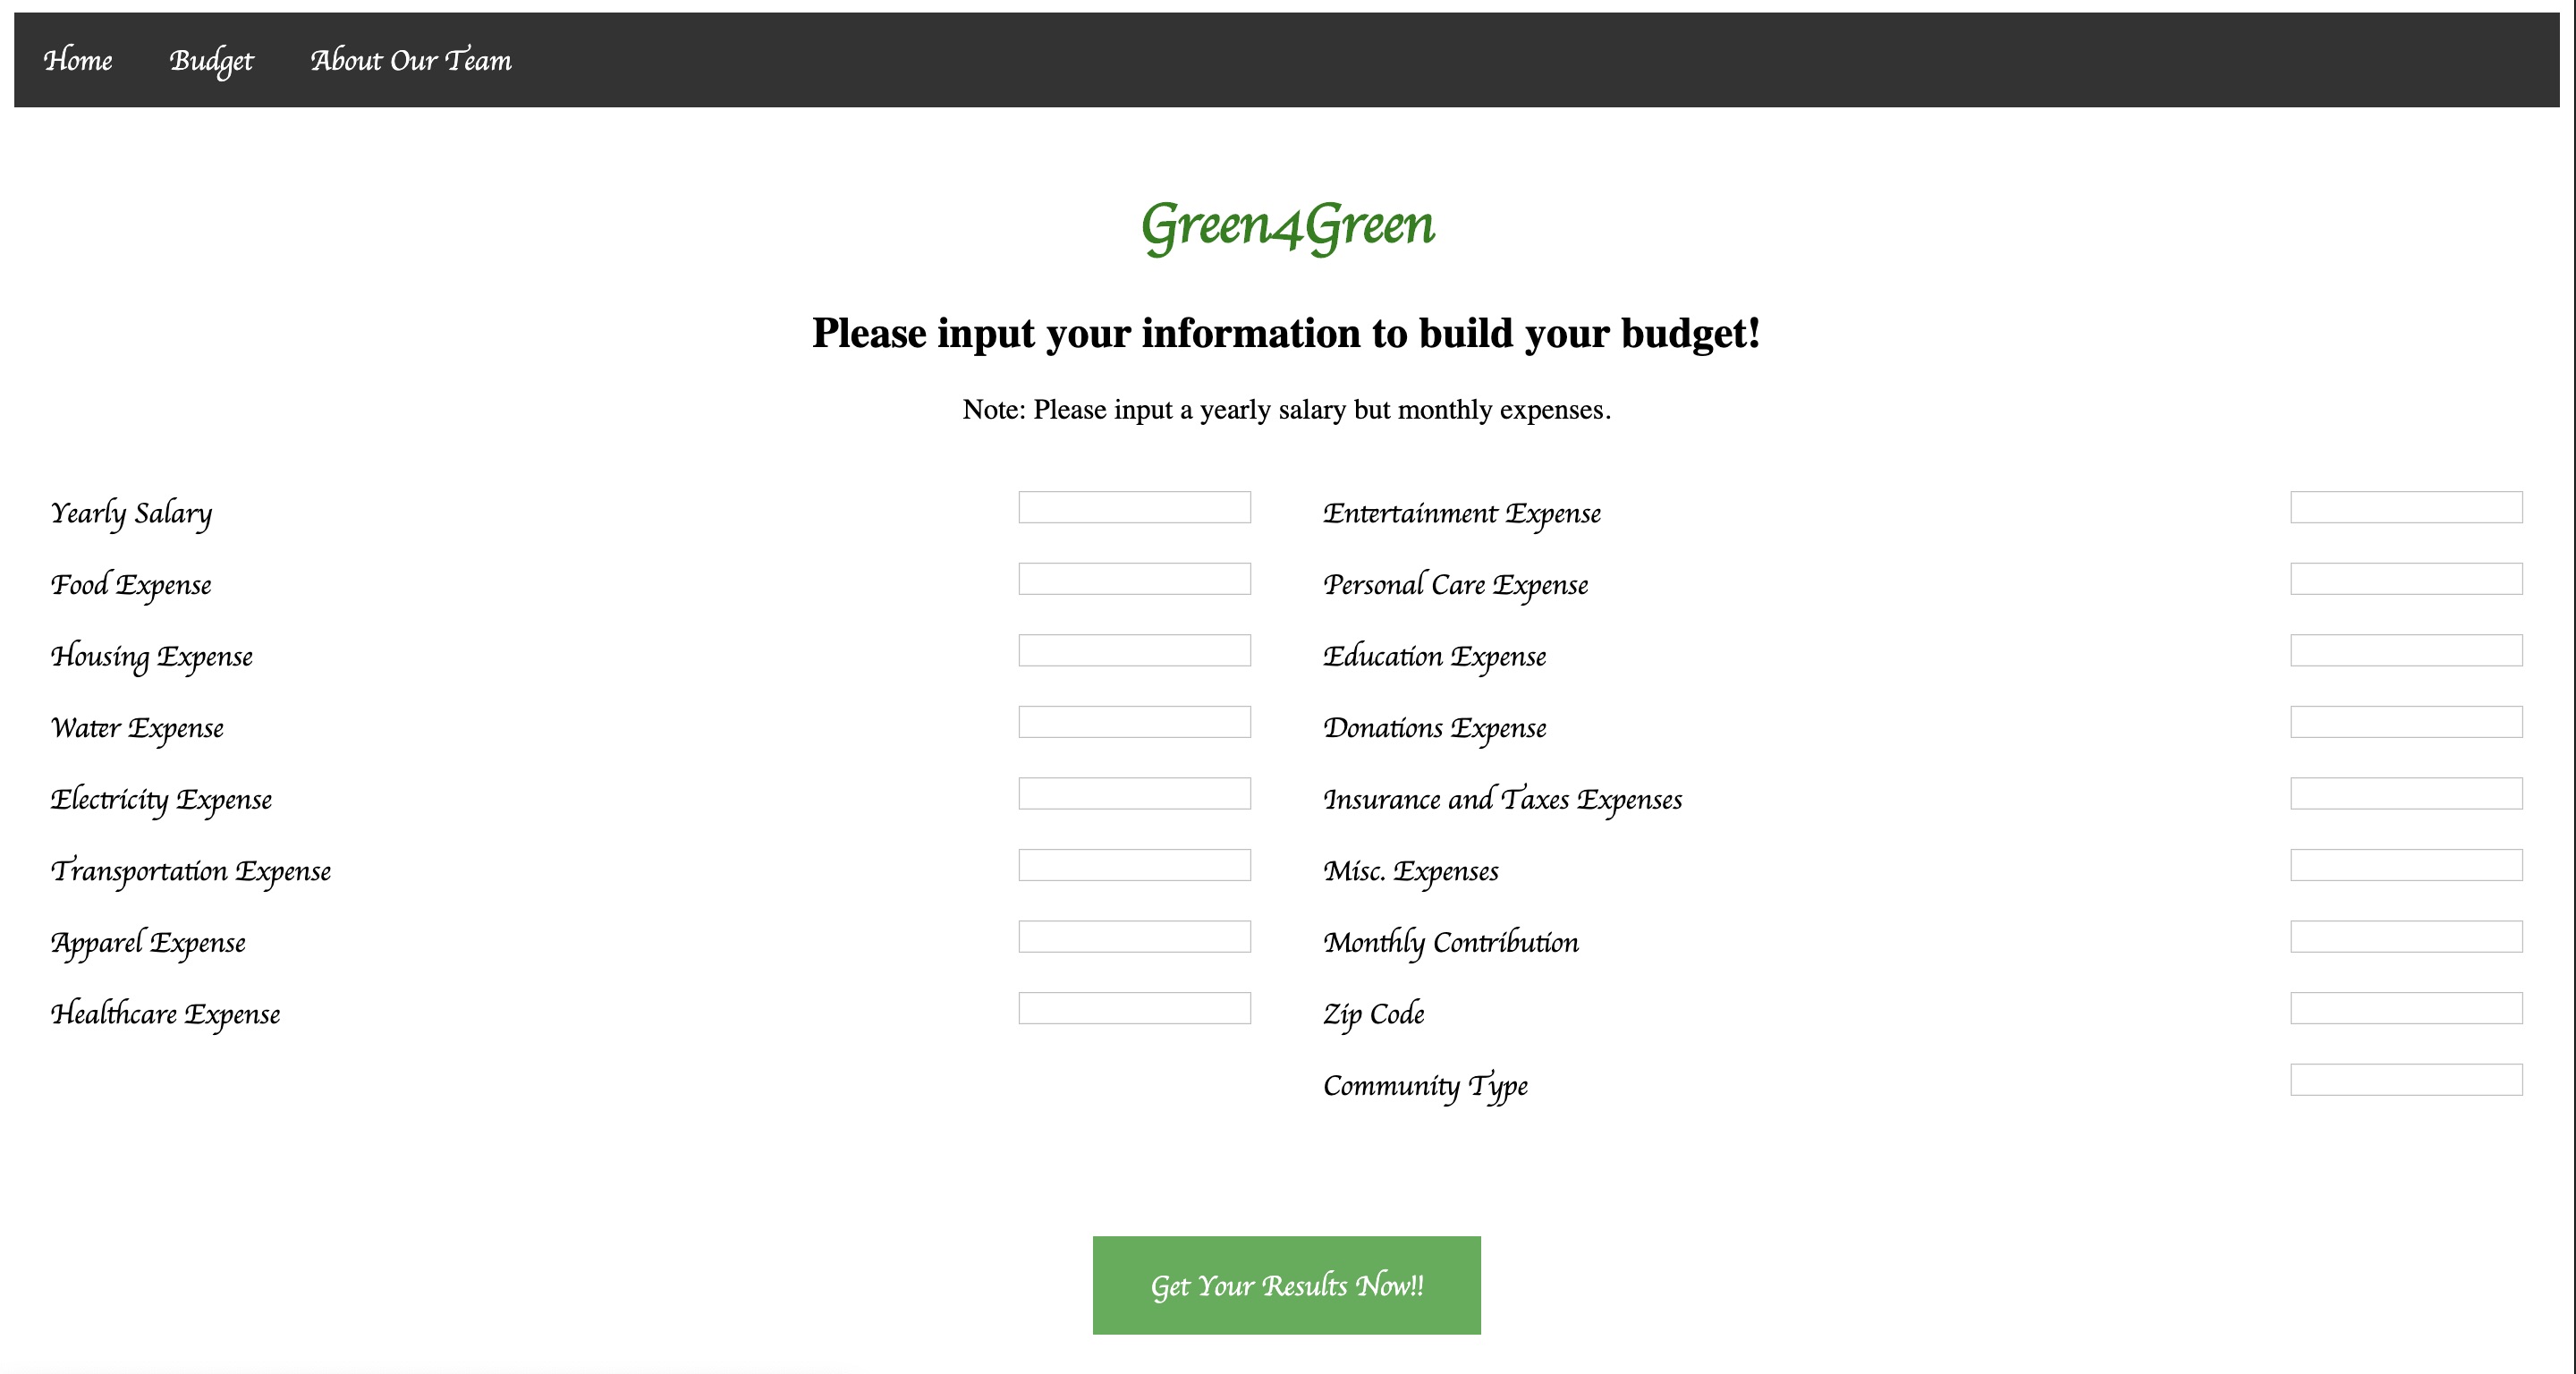 Home Budget About Our Team
Green4Green
Please input your information to build your budget!
Note: Please input a yearly salary but monthly expenses.
Yearly Salary
Food Expense
Housing Expense
Water Expense
Electricity Expense
Transportation Expense
Apparel Expense
Healthcare Expense
Entertainment Expense
Personal Care Expense
Education Expense
Donations Expense
Insurance and Taxes Expenses
Misc. Expenses
Monthly Contribution
Zip Code
Community Type
Get Your Results Now!!